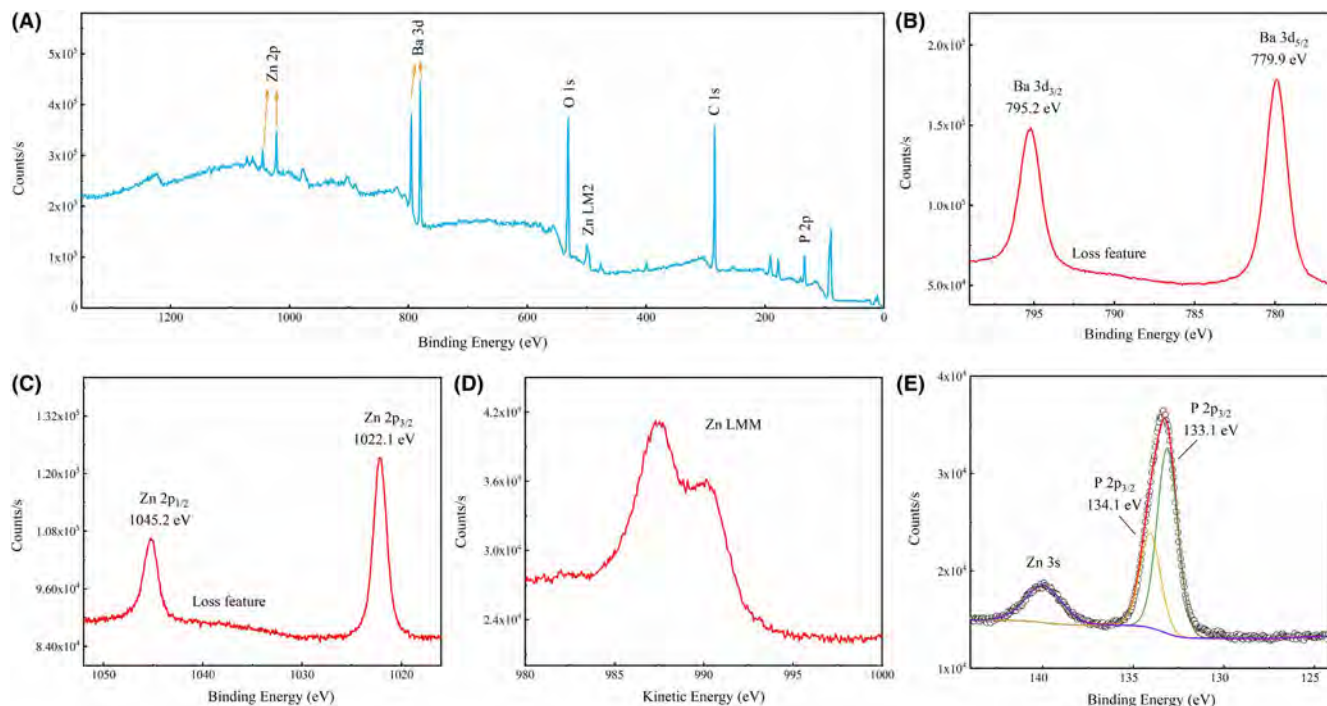 (A)
5x10⁵
4x10⁵
3x10⁵
2x10⁵
1x10⁵
0
Counts/s
Zn 2p
Ba 3d
O 1s
Zn LM2
C 1s
P 2p
1200
1000
800
600
400
200
0
Binding Energy (eV)
(B)
2.0x10⁵
1.5x10⁵
1.0x10⁵
5.0x10⁴
Counts/s
Ba 3d₃/₂
795.2 eV
Ba 3d₅/₂
779.9 eV
Loss feature
795
790
785
780
Binding Energy (eV)
(C)
1.32x10⁵
1.20x10⁵
1.08x10⁵
9.60x10⁴
8.40x10⁴
Counts/s
Zn 2p₁/₂
1045.2 eV
Zn 2p₃/₂
1022.1 eV
Loss feature
1050
1040
1030
1020
Binding Energy (eV)
(D)
4.2x10⁴
3.6x10⁴
3.0x10⁴
2.4x10⁴
Counts/s
Zn LMM
980
985
990
995
1000
Kinetic Energy (eV)
(E)
4x10⁴
3x10⁴
2x10⁴
1x10⁴
Counts/s
P 2p₃/₂
133.1 eV
P 2p₃/₂
134.1 eV
Zn 3s
140
135
130
125
Binding Energy (eV)